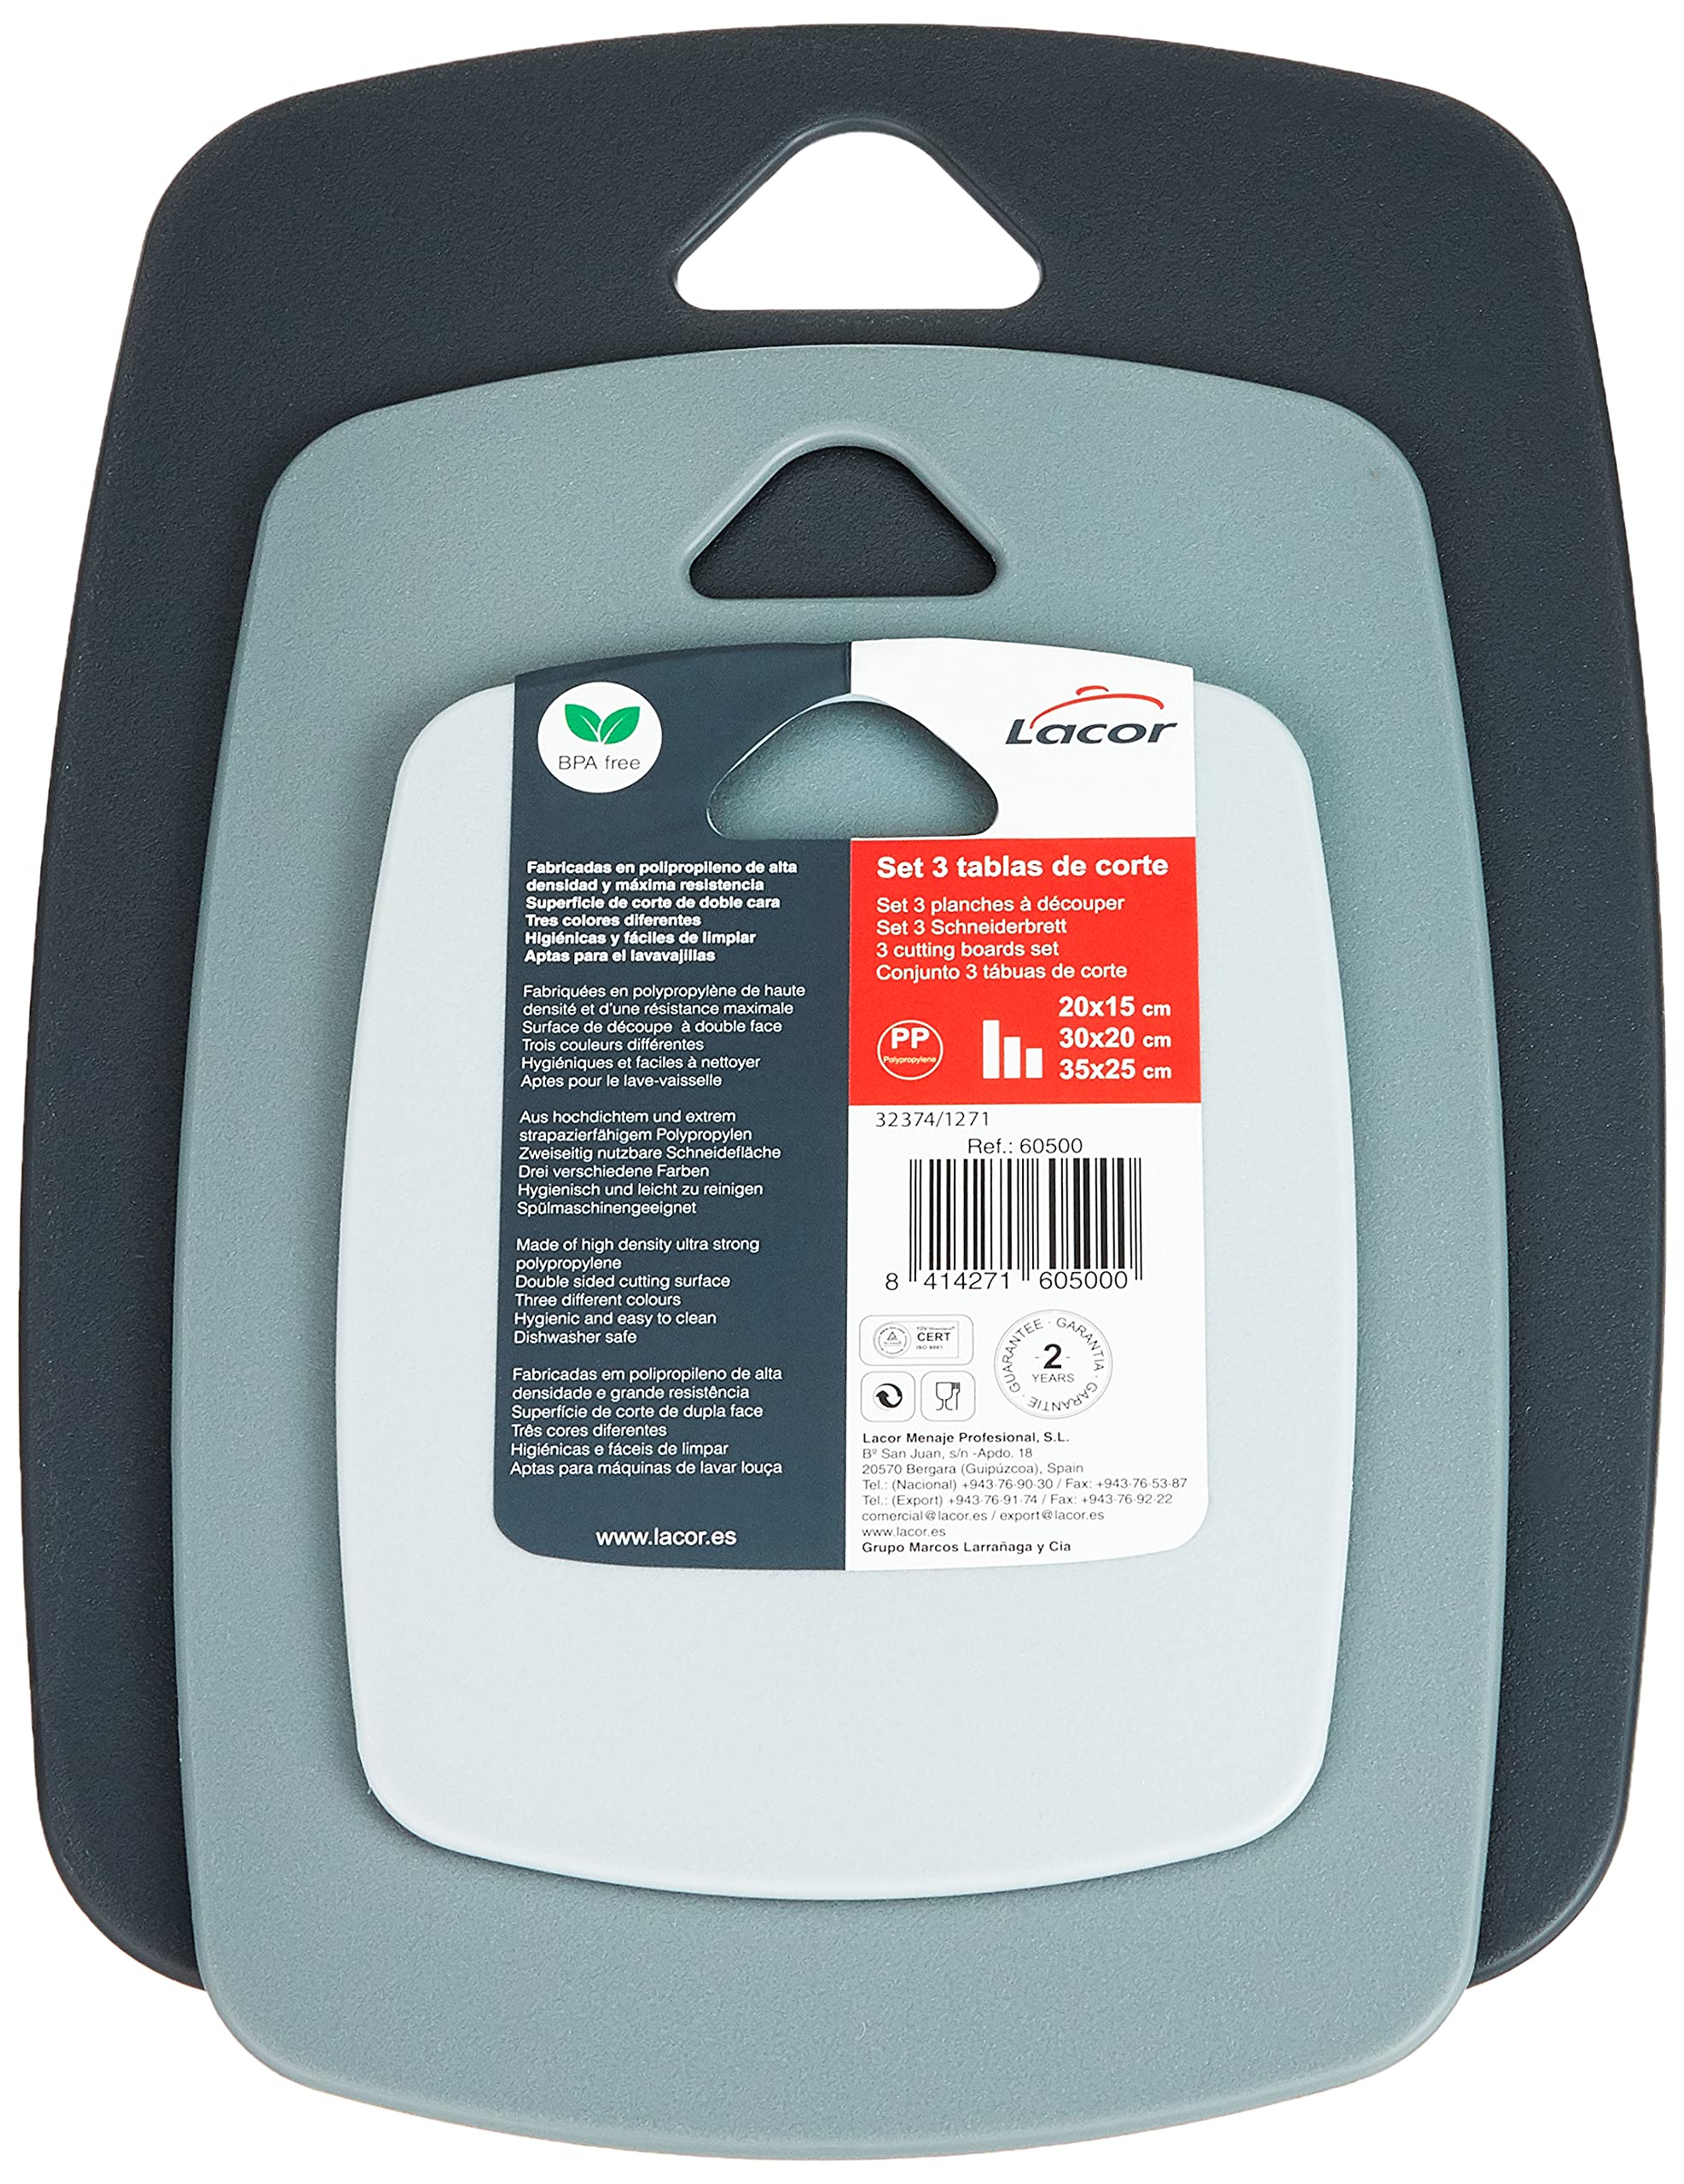 BPA free
Lacor
Fabricadas en polipropileno de alta
densidad y máxima resistencia
Superficie de corte de doble cara
Tres colores diferentes
Higiénicas y fáciles de limpiar
Aptas para el lavavajillas
Fabriquées en polypropylène de haute
densité et d'une résistance maximale
Surface de découpe à double face
Trois couleurs différentes
Hygiéniques et faciles à nettoyer
Aptes pour le lave-vaisselle
Aus hochdichtem und extrem
strapazierfähigem Polypropylen
Zweiseitig nutzbare Schneidefläche
Drei verschiedene Farben
Hygienisch und leicht zu reinigen
Spülmaschinengeeignet
Made of high density ultra strong
polypropylene
Double sided cutting surface
Three different colours
Hygienic and easy to clean
Dishwasher safe
Fabricadas em polipropileno de alta
densidade e grande resistência
Superfície de corte de dupla face
Três cores diferentes
Higiénicas e fáceis de limpar
Aptas para máquinas de lavar louça
www.lacor.es
Set 3 tablas de corte
Set 3 planches à découper
Set 3 Schneiderbrett
3 cutting boards set
Conjunto 3 tábuas de corte
20x15 cm
30x20 cm
35x25 cm
PP
Polypropylene
32374/1271
Ref.: 60500
8 414271 605000
CERT
ISO 9001
GUARANTEE · GARANTIA · GARANTIE
2
YEARS
Lacor Menaje Profesional, S.L.
Bº San Juan, s/n -Apdo. 18
20570 Bergara (Guipúzcoa), Spain
Tel.: (Nacional) +943-76-90-30 / Fax: +943-76-53-87
Tel.: (Export) +943-76-91-74 / Fax: +943-76-92-22
comercial@lacor.es / export@lacor.es
www.lacor.es
Grupo Marcos Larrañaga y Cia